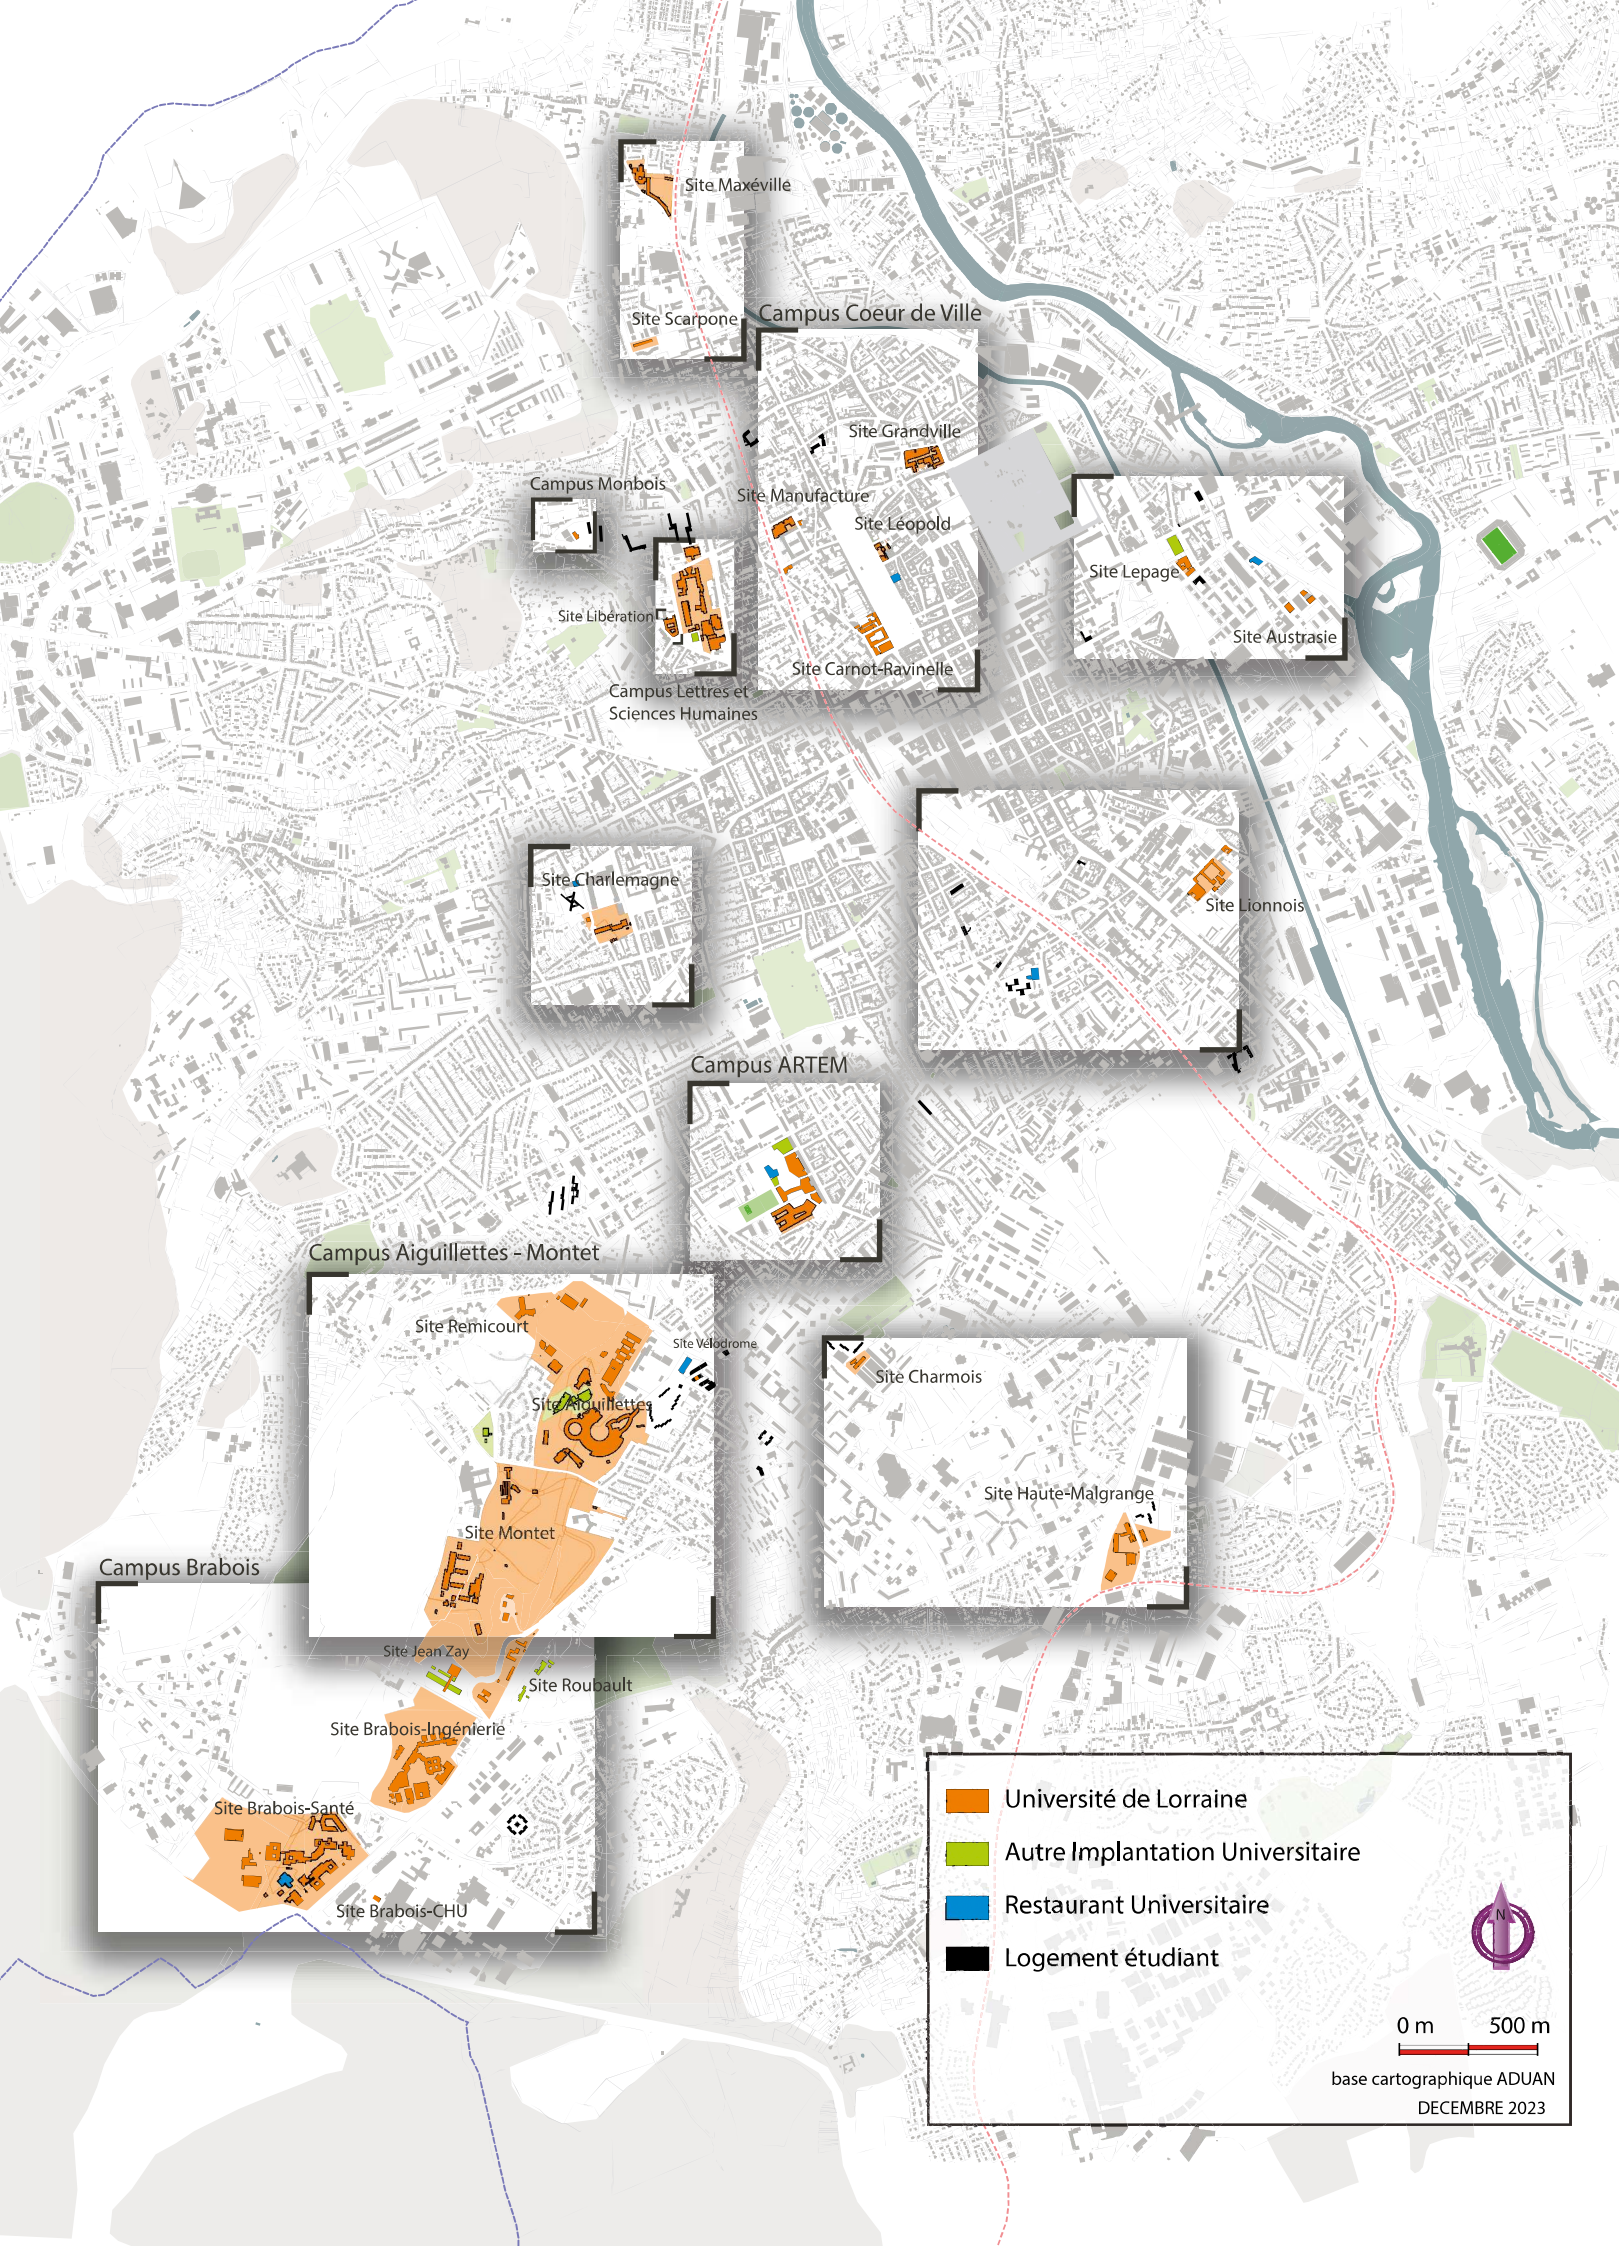 Site Maxéville
Site Scarpone
Campus Coeur de Ville
Site Grandville
Campus Monbois
Site Manufacture
Site Léopold
Site Lepage
Site Libération
Site Austrasie
Site Carnot-Ravinelle
Campus Lettres et
Sciences Humaines
Site Charlemagne
Site Lionnois
Campus ARTEM
Campus Aiguillettes - Montet
Site Remicourt
Site Vélodrome
Site Charmois
Site Aiguillettes
Site Haute-Malgrange
Site Montet
Campus Brabois
Site Jean Zay
Site Roubault
Site Brabois-Ingénierie
Site Brabois-Santé
Site Brabois-CHU
Université de Lorraine
Autre Implantation Universitaire
Restaurant Universitaire
Logement étudiant
N
0 m 500 m
base cartographique ADUAN
DECEMBRE 2023